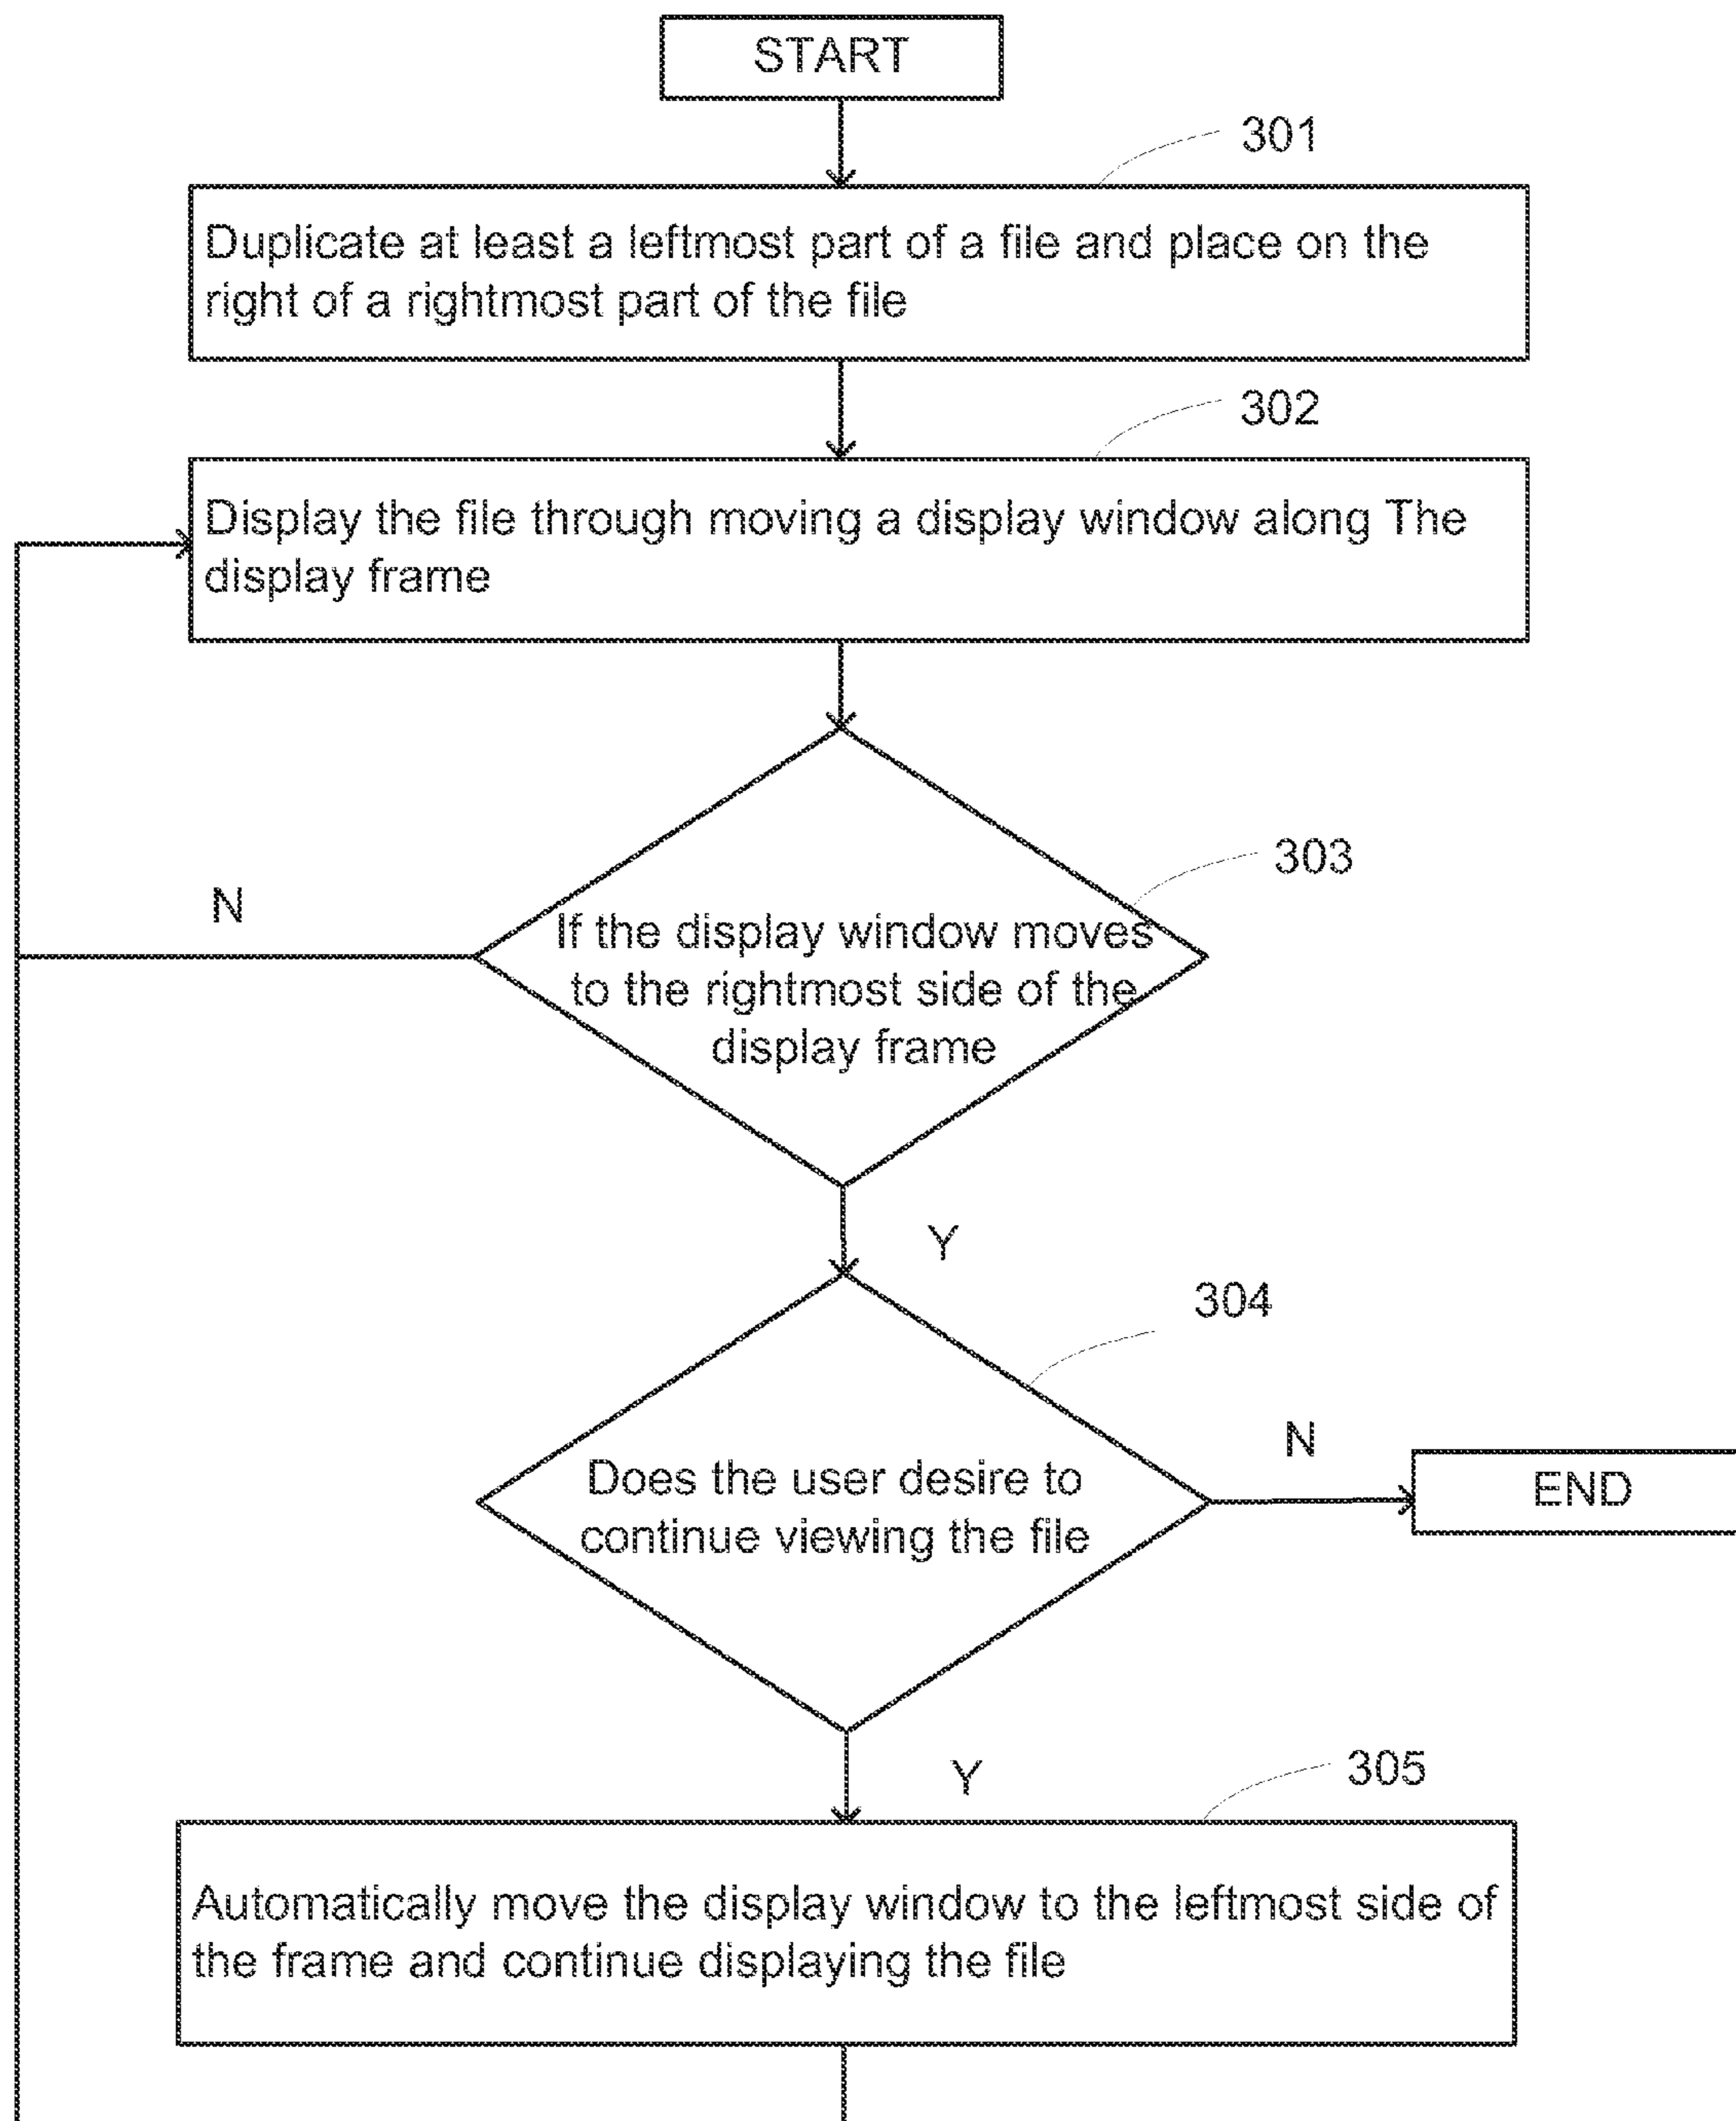 START
301
Duplicate at least a leftmost part of a file and place on the
right of a rightmost part of the file
302
Display the file through moving a display window along The
display frame
303
N
If the display window moves
to the rightmost side of the
display frame
Y
304
N
Does the user desire to
continue viewing the file
END
Y
305
Automatically move the display window to the leftmost side of
the frame and continue displaying the file